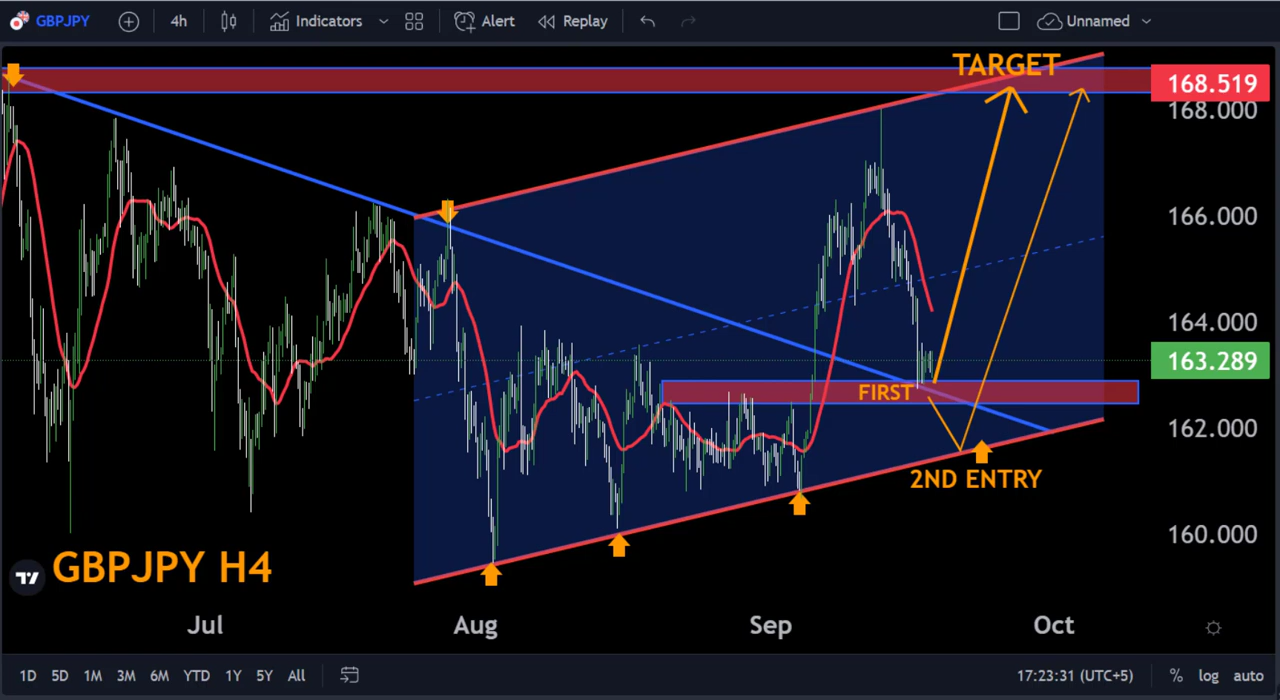 GBPJPY 4h Indicators Alert Replay Unnamed
TARGET
168.519
168.000
166.000
164.000
163.289
FIRST
162.000
2ND ENTRY
160.000
GBPJPY H4
Jul Aug Sep Oct
1D 5D 1M 3M 6M YTD 1Y 5Y All 17:23:31 (UTC+5) % log auto